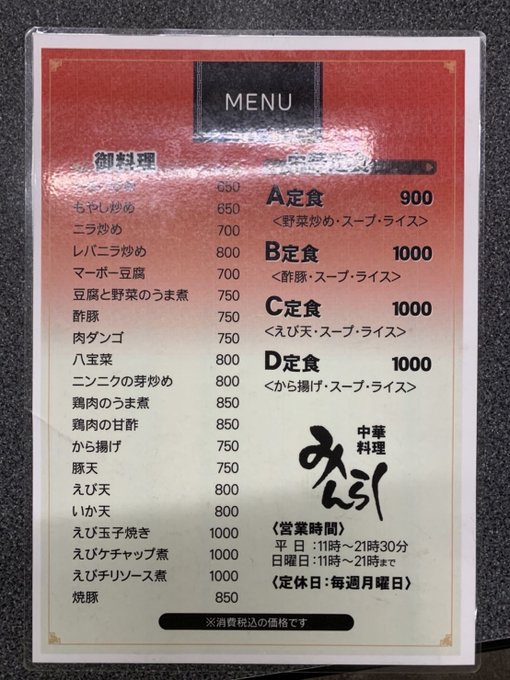 MENU
御料理
650
もやし炒め 650
ニラ炒め 700
レバニラ炒め 800
マーボー豆腐 700
豆腐と野菜のうま煮 750
酢豚 750
肉ダンゴ 750
八宝菜 800
ニンニクの芽炒め 800
鶏肉のうま煮 850
鶏肉の甘酢 850
から揚げ 750
豚天 750
えび天 800
いか天 800
えび玉子焼き 1000
えびケチャップ煮 1000
えびチリソース煮 1000
焼豚 850
A定食 900
<野菜炒め・スープ・ライス>
B定食 1000
<酢豚・スープ・ライス>
C定食 1000
<えび天・スープ・ライス>
D定食 1000
<から揚げ・スープ・ライス>
中華
料理
みんらく
〈営業時間〉
平 日 :11時～21時30分
日曜日:11時～21時まで
〈定休日:毎週月曜日〉
※消費税込の価格です